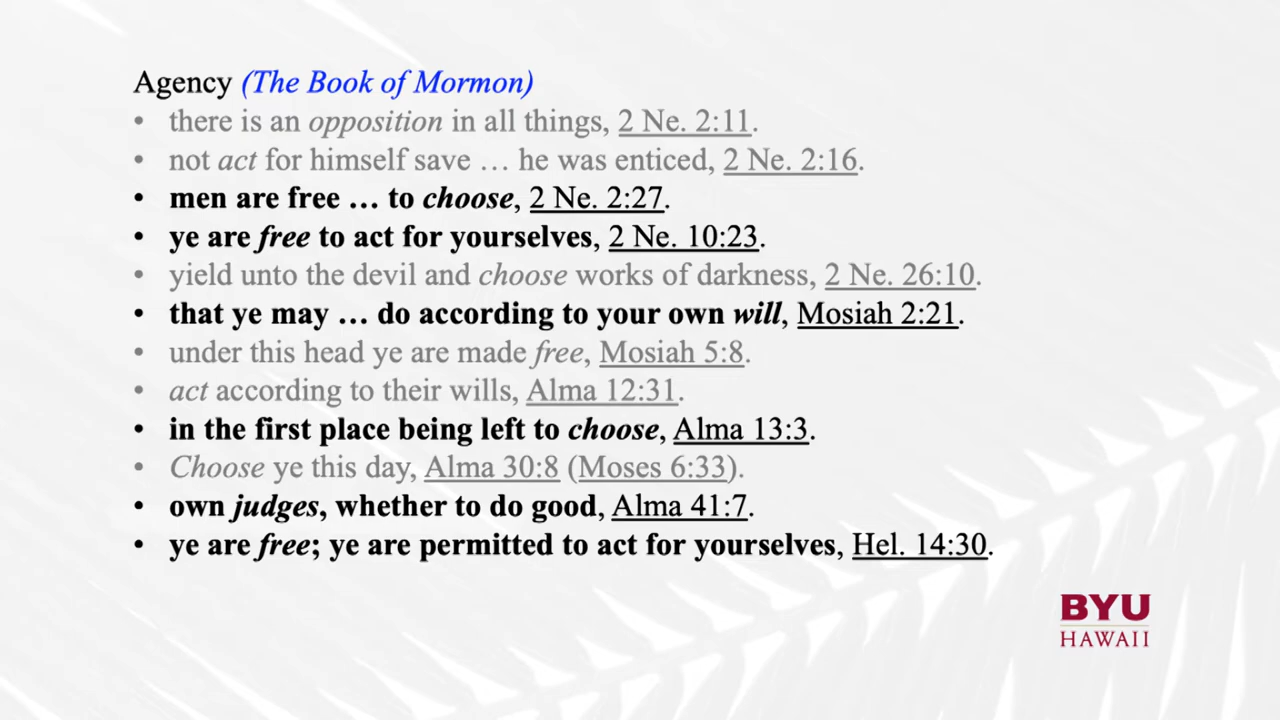 Agency (The Book of Mormon)
• there is an opposition in all things, 2 Ne. 2:11.
• not act for himself save … he was enticed, 2 Ne. 2:16.
• men are free … to choose, 2 Ne. 2:27.
• ye are free to act for yourselves, 2 Ne. 10:23.
• yield unto the devil and choose works of darkness, 2 Ne. 26:10.
• that ye may … do according to your own will, Mosiah 2:21.
• under this head ye are made free, Mosiah 5:8.
• act according to their wills, Alma 12:31.
• in the first place being left to choose, Alma 13:3.
• Choose ye this day, Alma 30:8 (Moses 6:33).
• own judges, whether to do good, Alma 41:7.
• ye are free; ye are permitted to act for yourselves, Hel. 14:30.
BYU
HAWAII